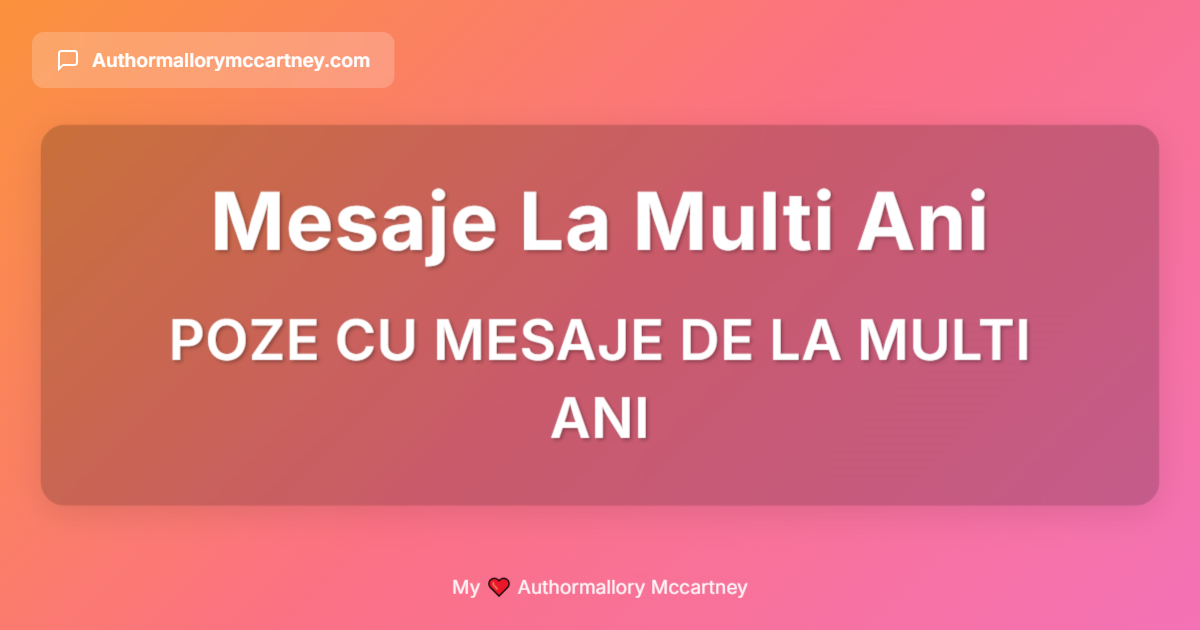 Authormallorymccartney.com
Mesaje La Multi Ani
POZE CU MESAJE DE LA MULTI
ANI
My ❤️ Authormallory Mccartney